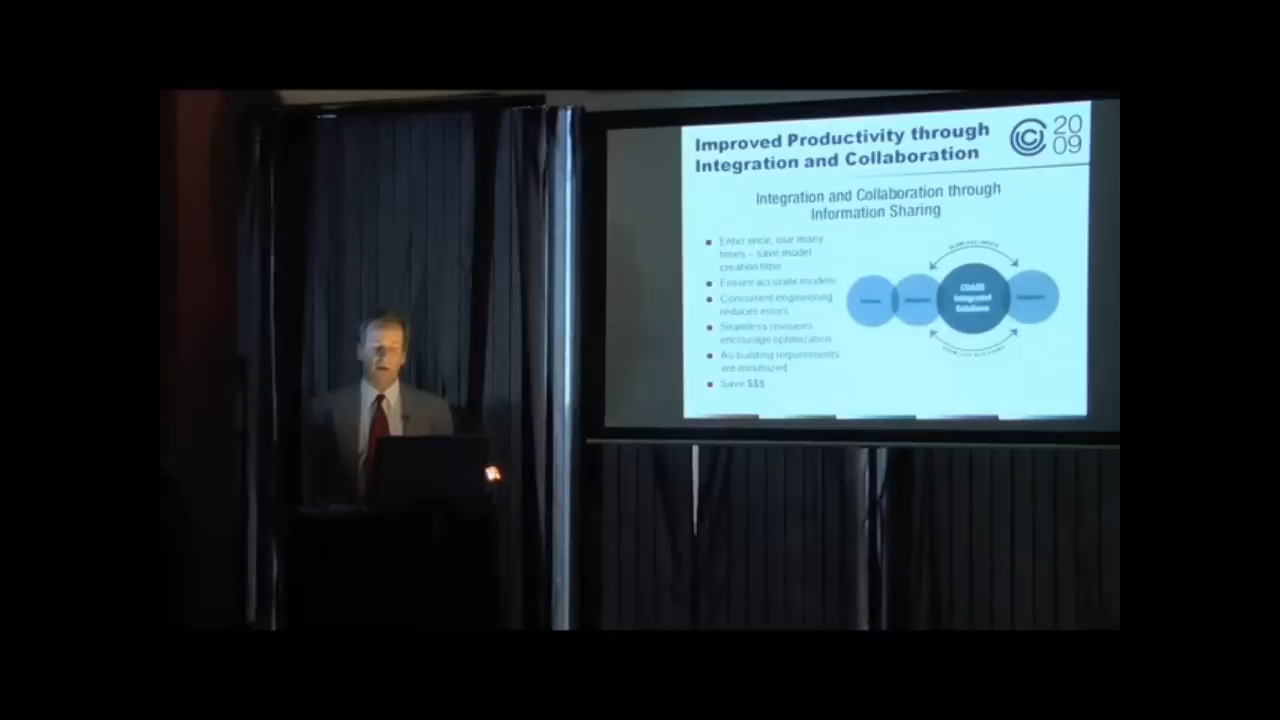 Improved Productivity through
Integration and Collaboration
20
09
Integration and Collaboration through
Information Sharing
Enter once, use many
times – save model
creation time
Ensure accurate models
Concurrent engineering
reduces errors
Seamless revisions
encourage optimization
As-building requirements
are minimized
Save $$$
Integrated
Solutions